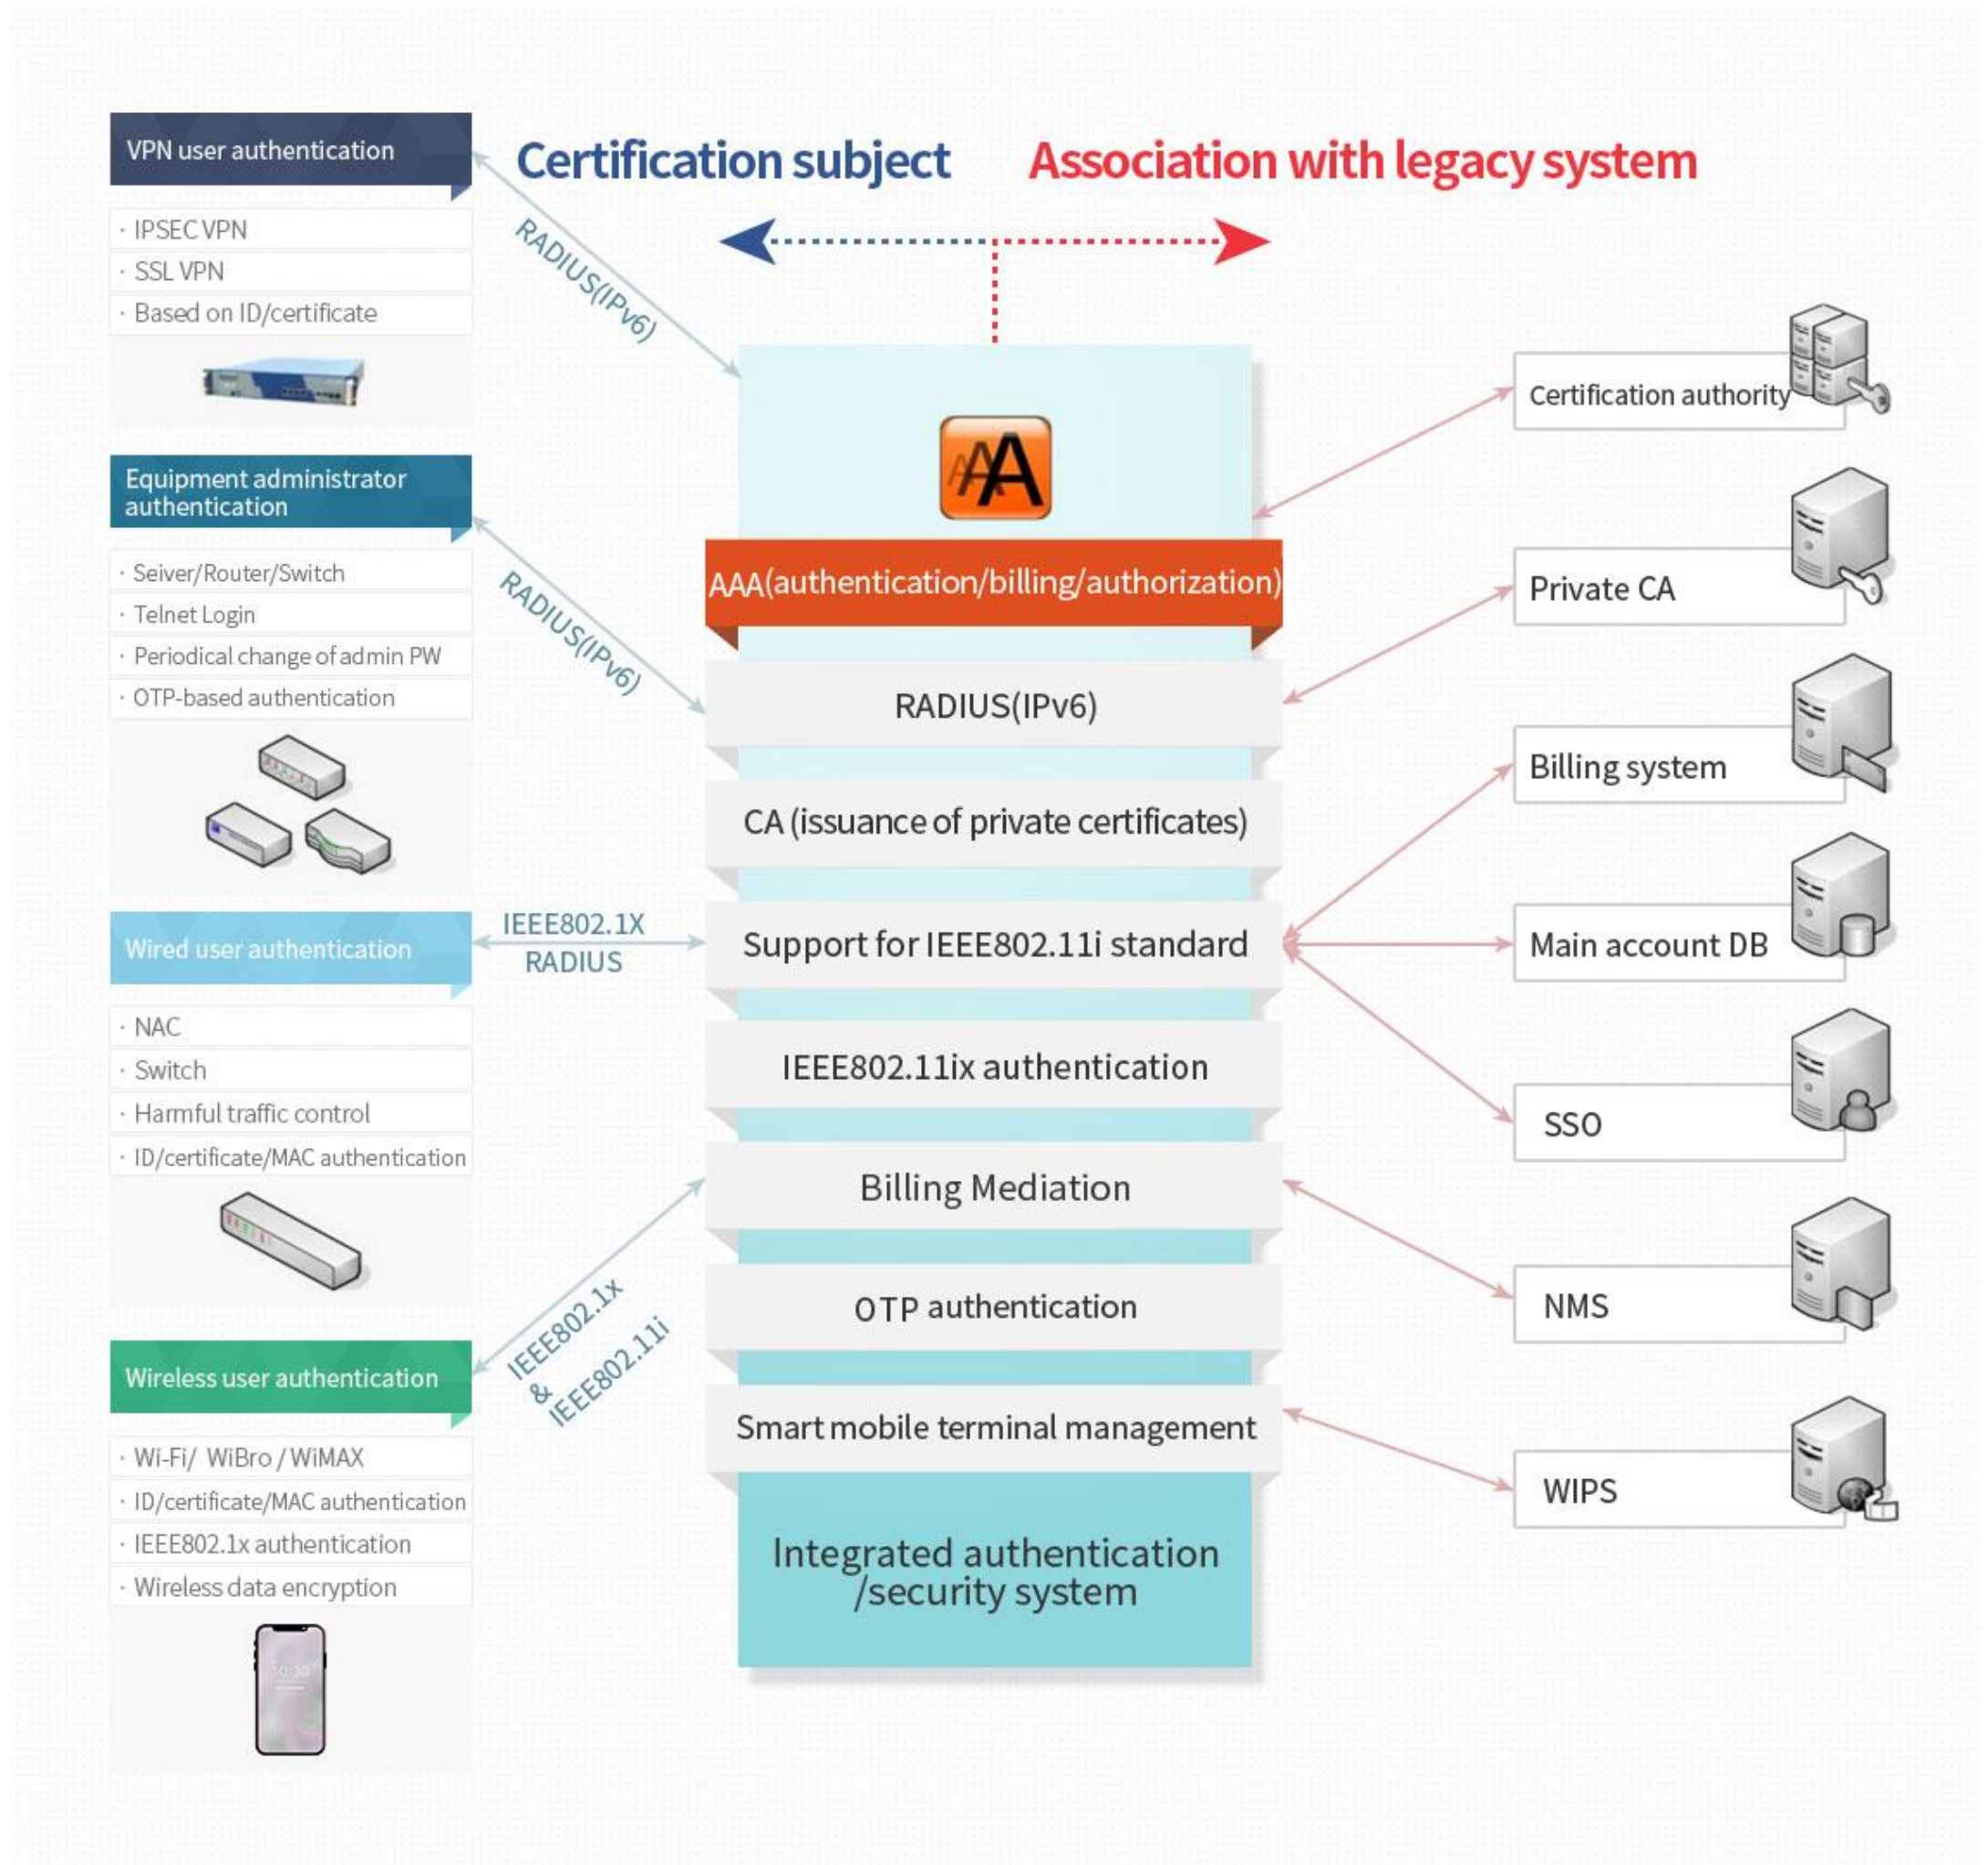 Certification subject
Association with legacy system
VPN user authentication
· IPSEC VPN
· SSL VPN
· Based on ID/certificate
RADIUS(IPv6)
Equipment administrator
authentication
· Seiver/Router/Switch
· Telnet Login
· Periodical change of admin PW
· OTP-based authentication
RADIUS(IPv6)
Wired user authentication
· NAC
· Switch
· Harmful traffic control
· ID/certificate/MAC authentication
IEEE802.1X
RADIUS
Wireless user authentication
· Wi-Fi/ WiBro / WiMAX
· ID/certificate/MAC authentication
· IEEE802.1x authentication
· Wireless data encryption
10:30
IEEE802.1x
&
IEEE802.11i
AAA
AAA(authentication/billing/authorization)
RADIUS(IPv6)
CA (issuance of private certificates)
Support for IEEE802.11i standard
IEEE802.11ix authentication
Billing Mediation
OTP authentication
Smart mobile terminal management
Integrated authentication
/security system
Certification authority
Private CA
Billing system
Main account DB
SSO
NMS
WIPS